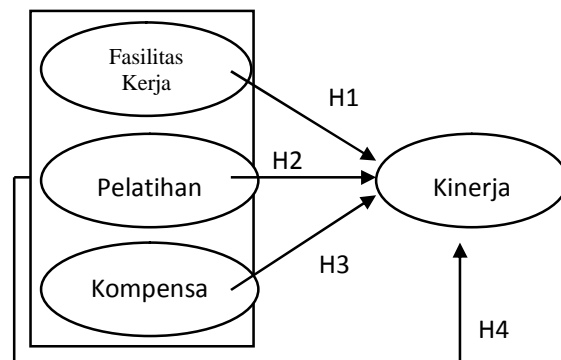 Fasilitas
Kerja
H1
H2
Pelatihan
Kinerja
H3
Kompensa
H4